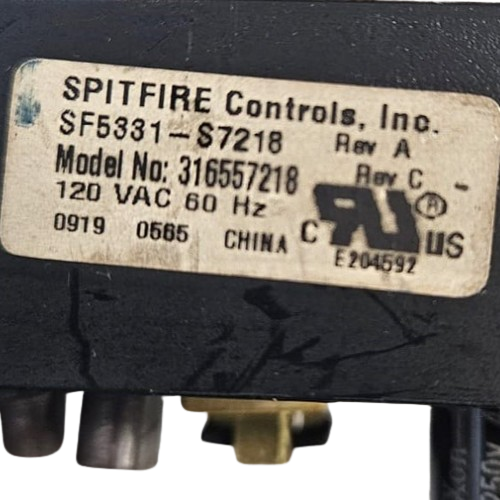 SPITFIRE Controls, Inc.
SF5331-S7218 Rev A
Model No: 316557218 Rev C -
120 VAC 60 Hz
0919 0565 CHINA C RU ® US
E204592